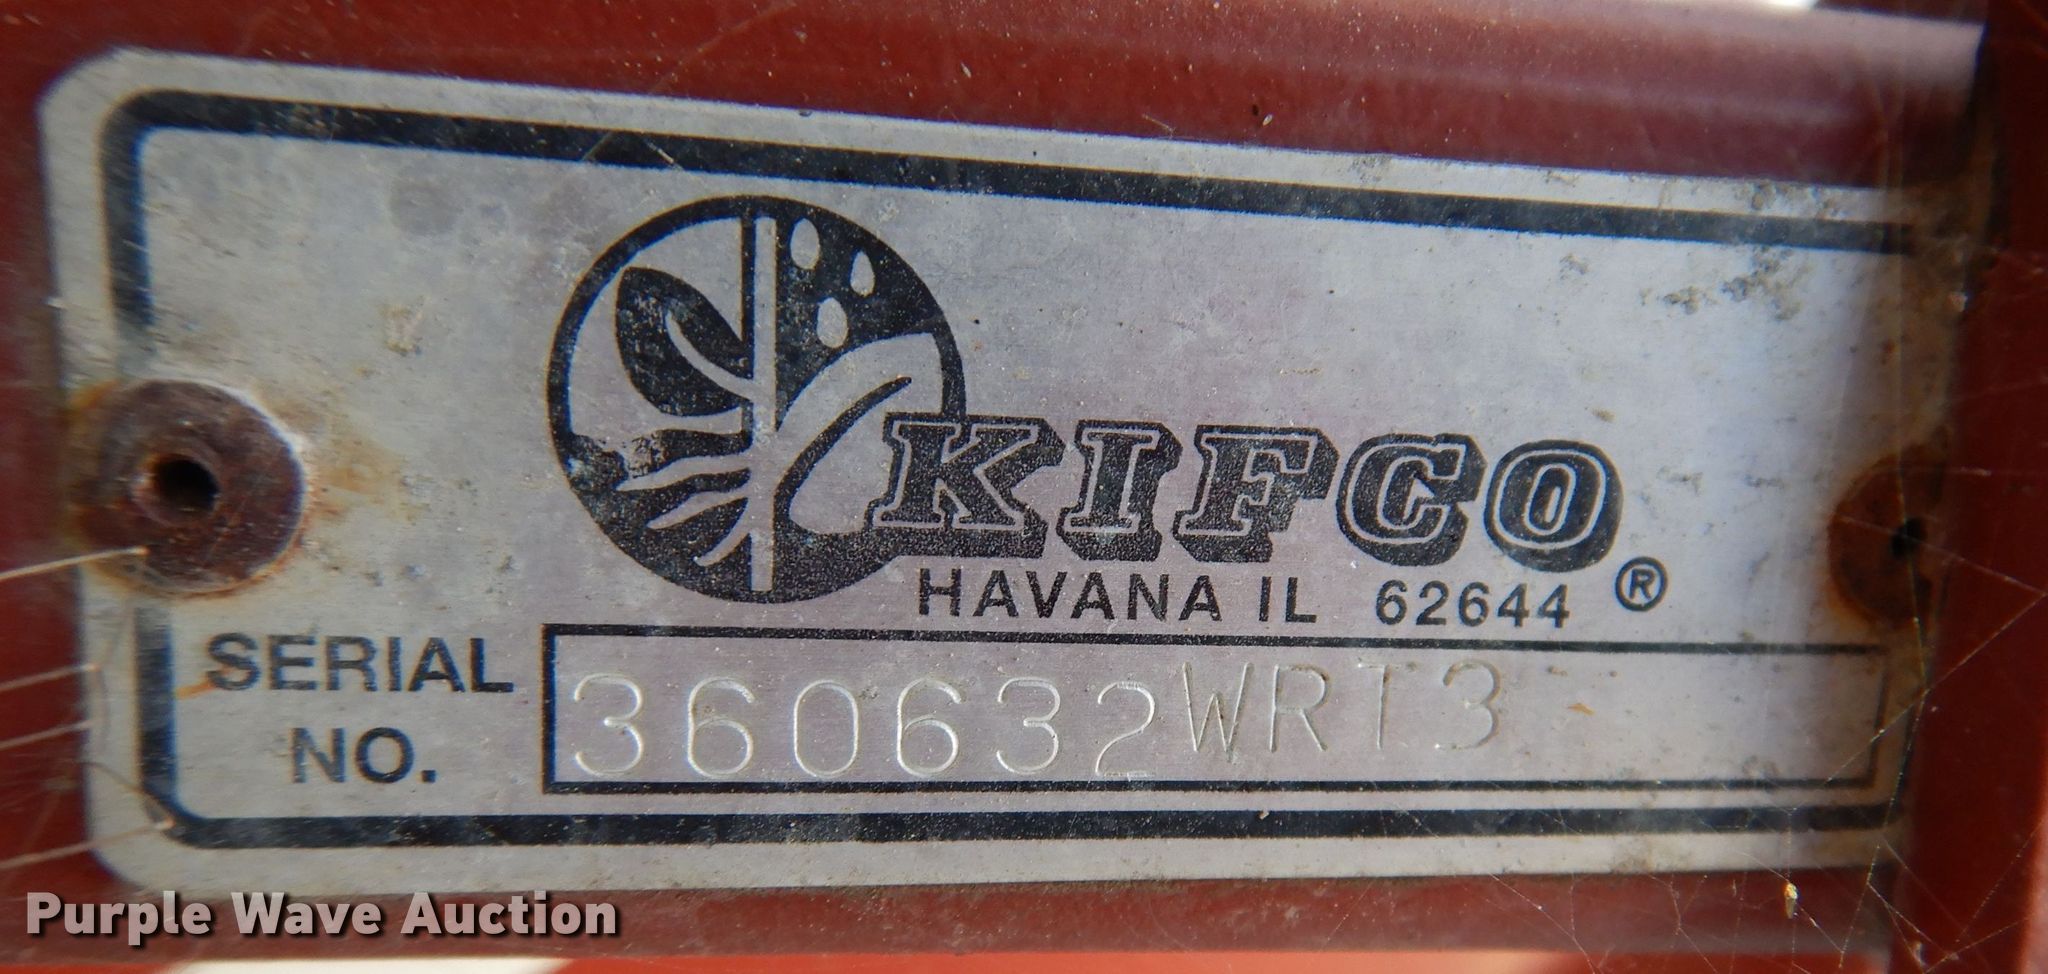 KIFCO ®
HAVANA IL 62644
SERIAL
NO.
360632WRT3
Purple Wave Auction